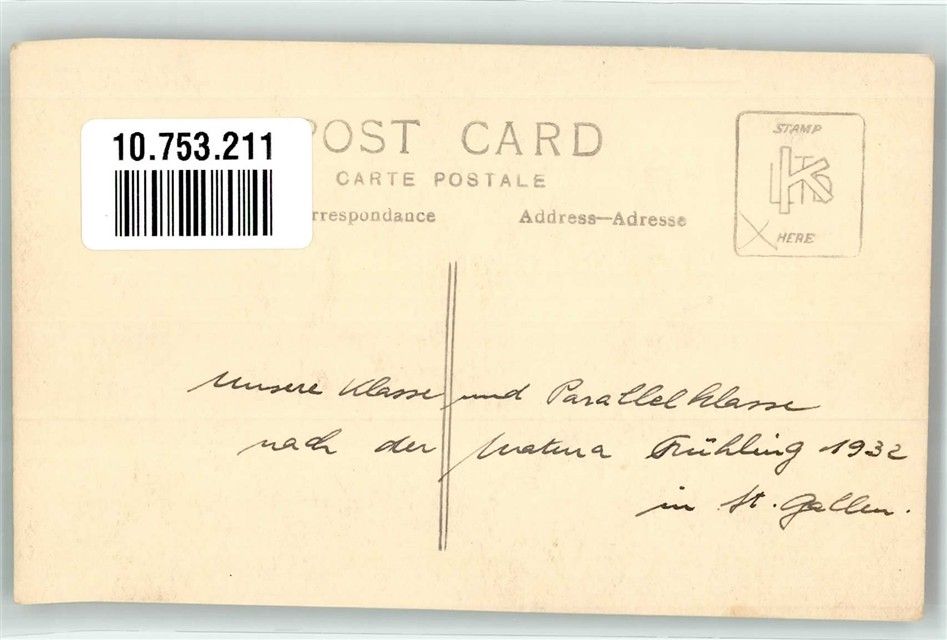 10.753.211
POST CARD
CARTE POSTALE
rrespondance
Address—Adresse
STAMP
HERE
Unsere Klasse und Parallelklasse
nach der Matura Frühling 1932
in St. Gallen.